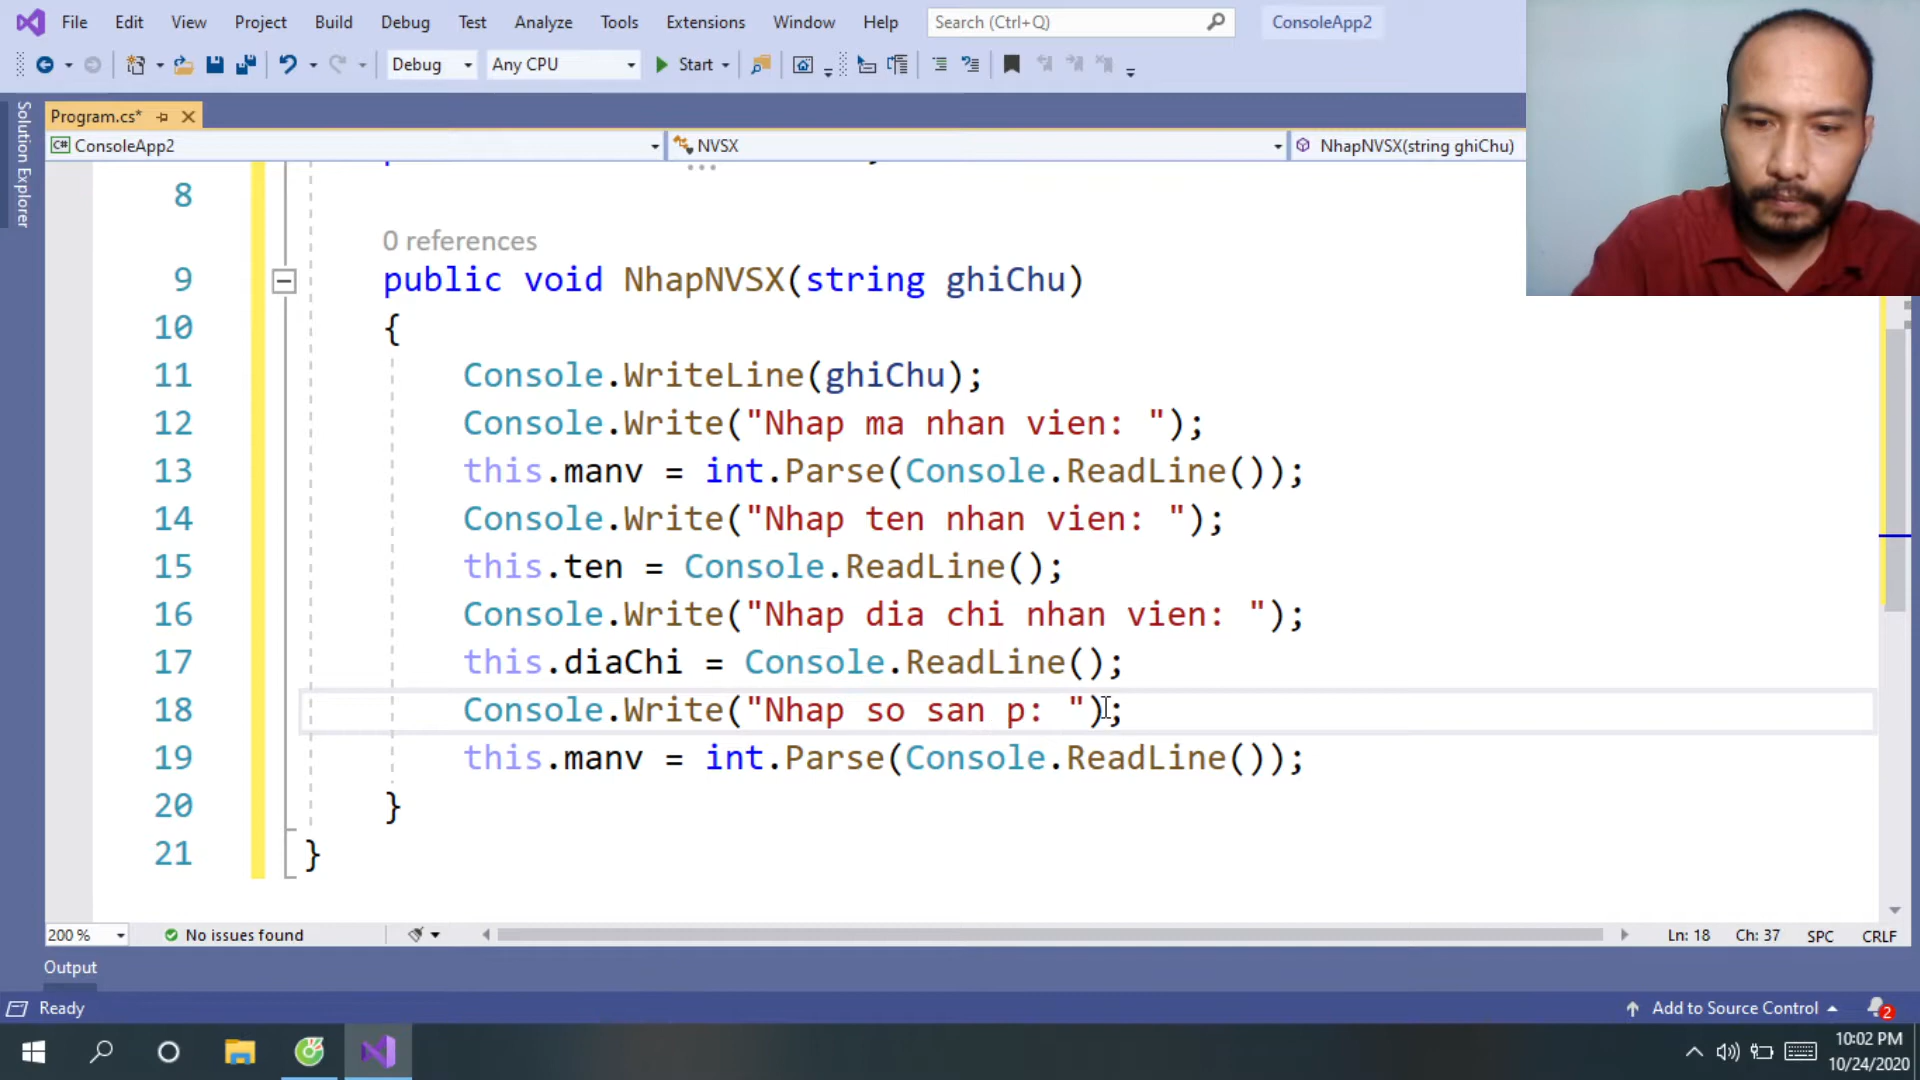 File Edit View Project Build Debug Test Analyze Tools Extensions Window Help Search (Ctrl+Q) ConsoleApp2
Debug Any CPU Start
Solution Explorer
Program.cs*
C# ConsoleApp2 NVSX NhapNVSX(string ghiChu)
8
0 references
9 public void NhapNVSX(string ghiChu)
10 {
11 Console.WriteLine(ghiChu);
12 Console.Write("Nhap ma nhan vien: ");
13 this.manv = int.Parse(Console.ReadLine());
14 Console.Write("Nhap ten nhan vien: ");
15 this.ten = Console.ReadLine();
16 Console.Write("Nhap dia chi nhan vien: ");
17 this.diaChi = Console.ReadLine();
18 Console.Write("Nhap so san p: ");
19 this.manv = int.Parse(Console.ReadLine());
20 }
21 }
200 % No issues found Ln: 18 Ch: 37 SPC CRLF
Output
Ready Add to Source Control 2
10:02 PM
10/24/2020